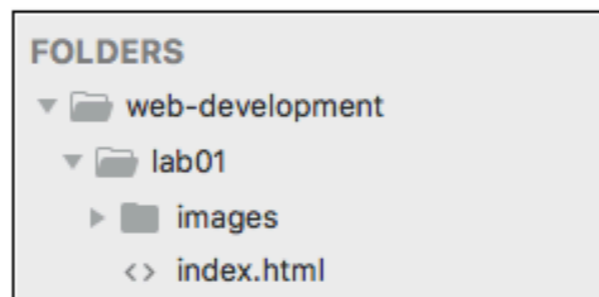 FOLDERS
web-development
lab01
images
index.html